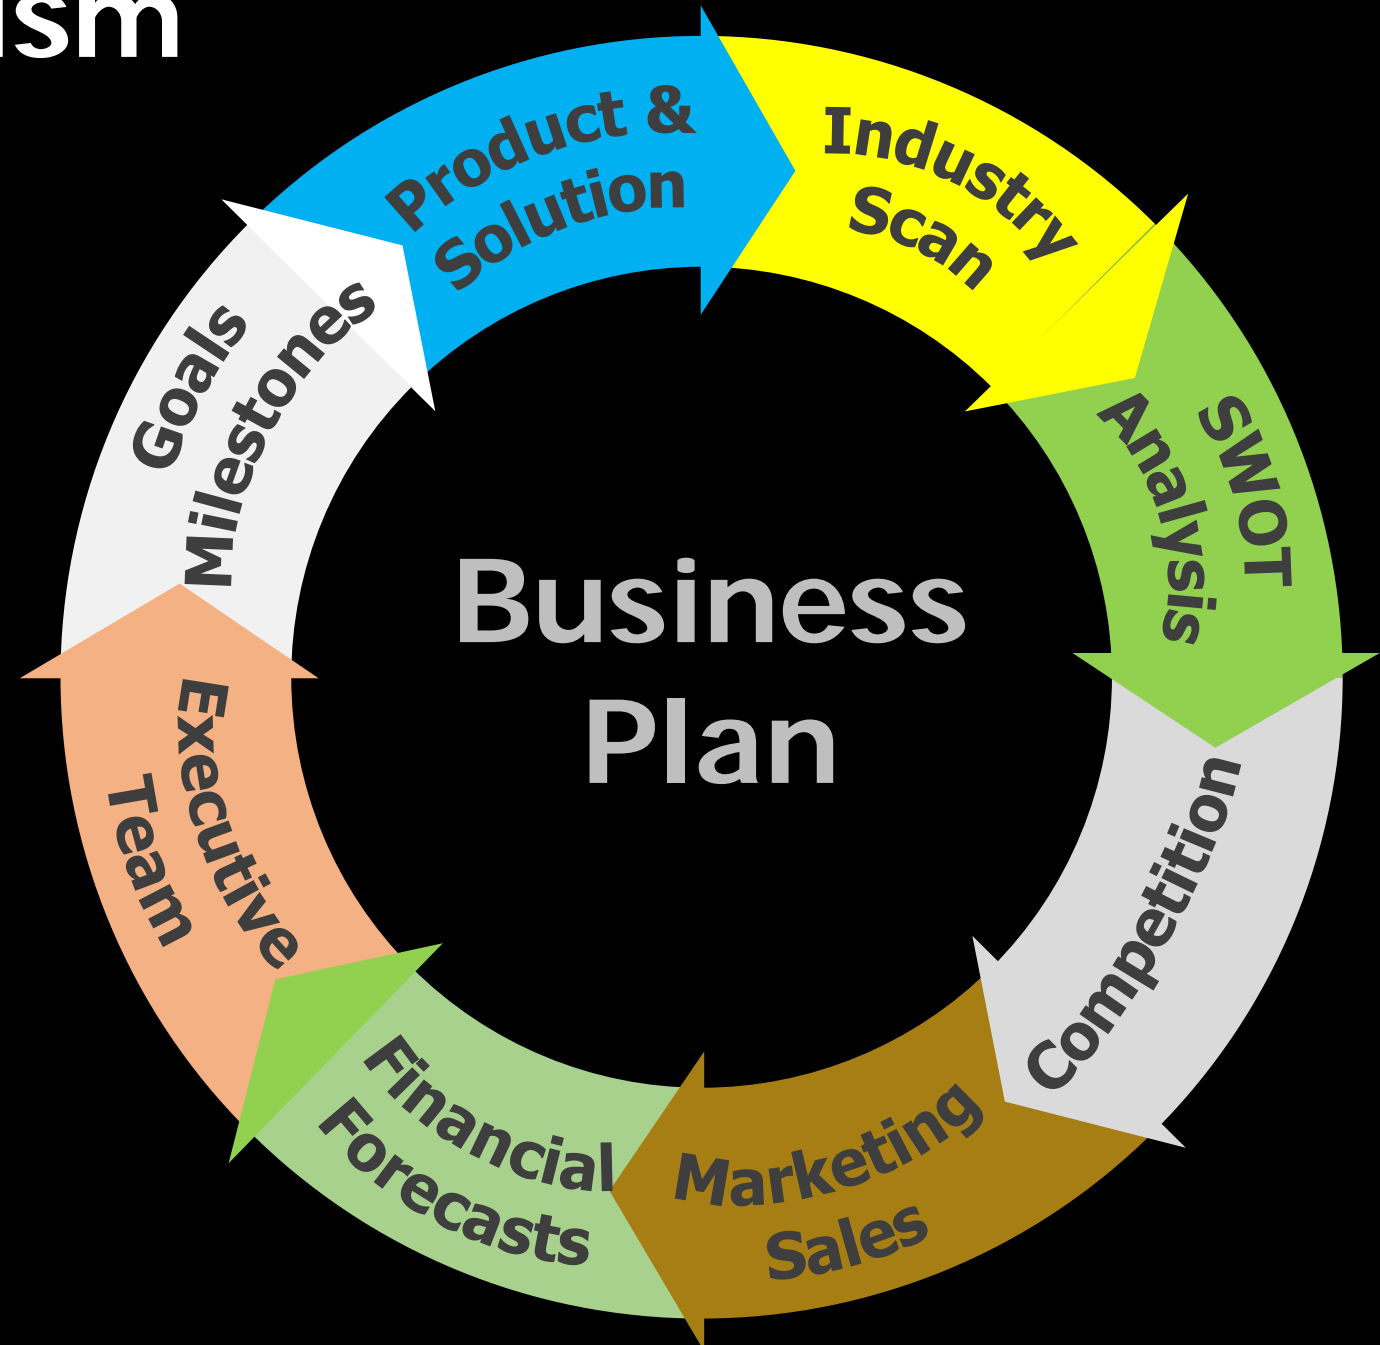 ism
Product &
Solution
Industry
Scan
SWOT
Analysis
Competition
Marketing
Sales
Financial
Forecasts
Executive
Team
Goals
Milestones
Business
Plan